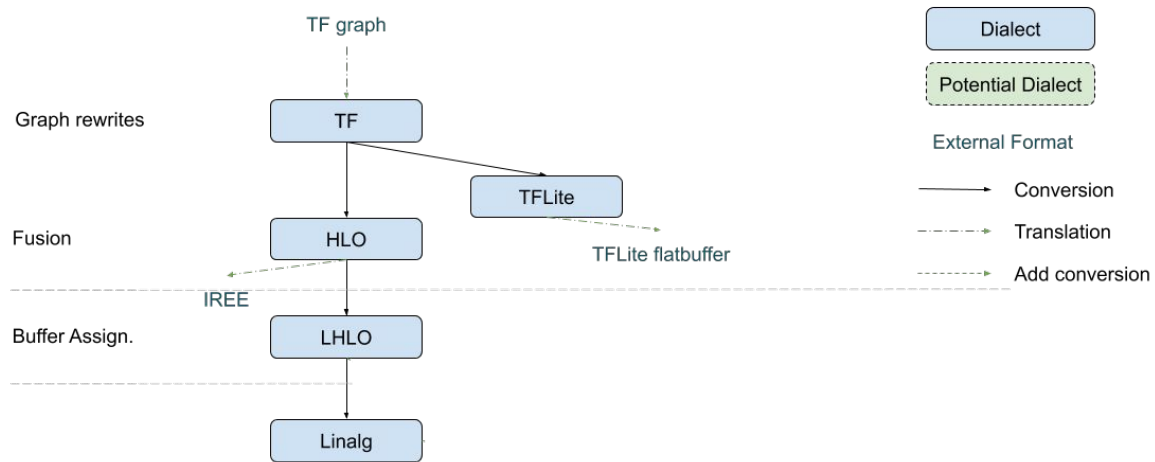 TF graph
Dialect
Potential Dialect
Graph rewrites
TF
External Format
TFLite
Conversion
Fusion
HLO
TFLite flatbuffer
Translation
IREE
Add conversion
Buffer Assign.
LHLO
Linalg